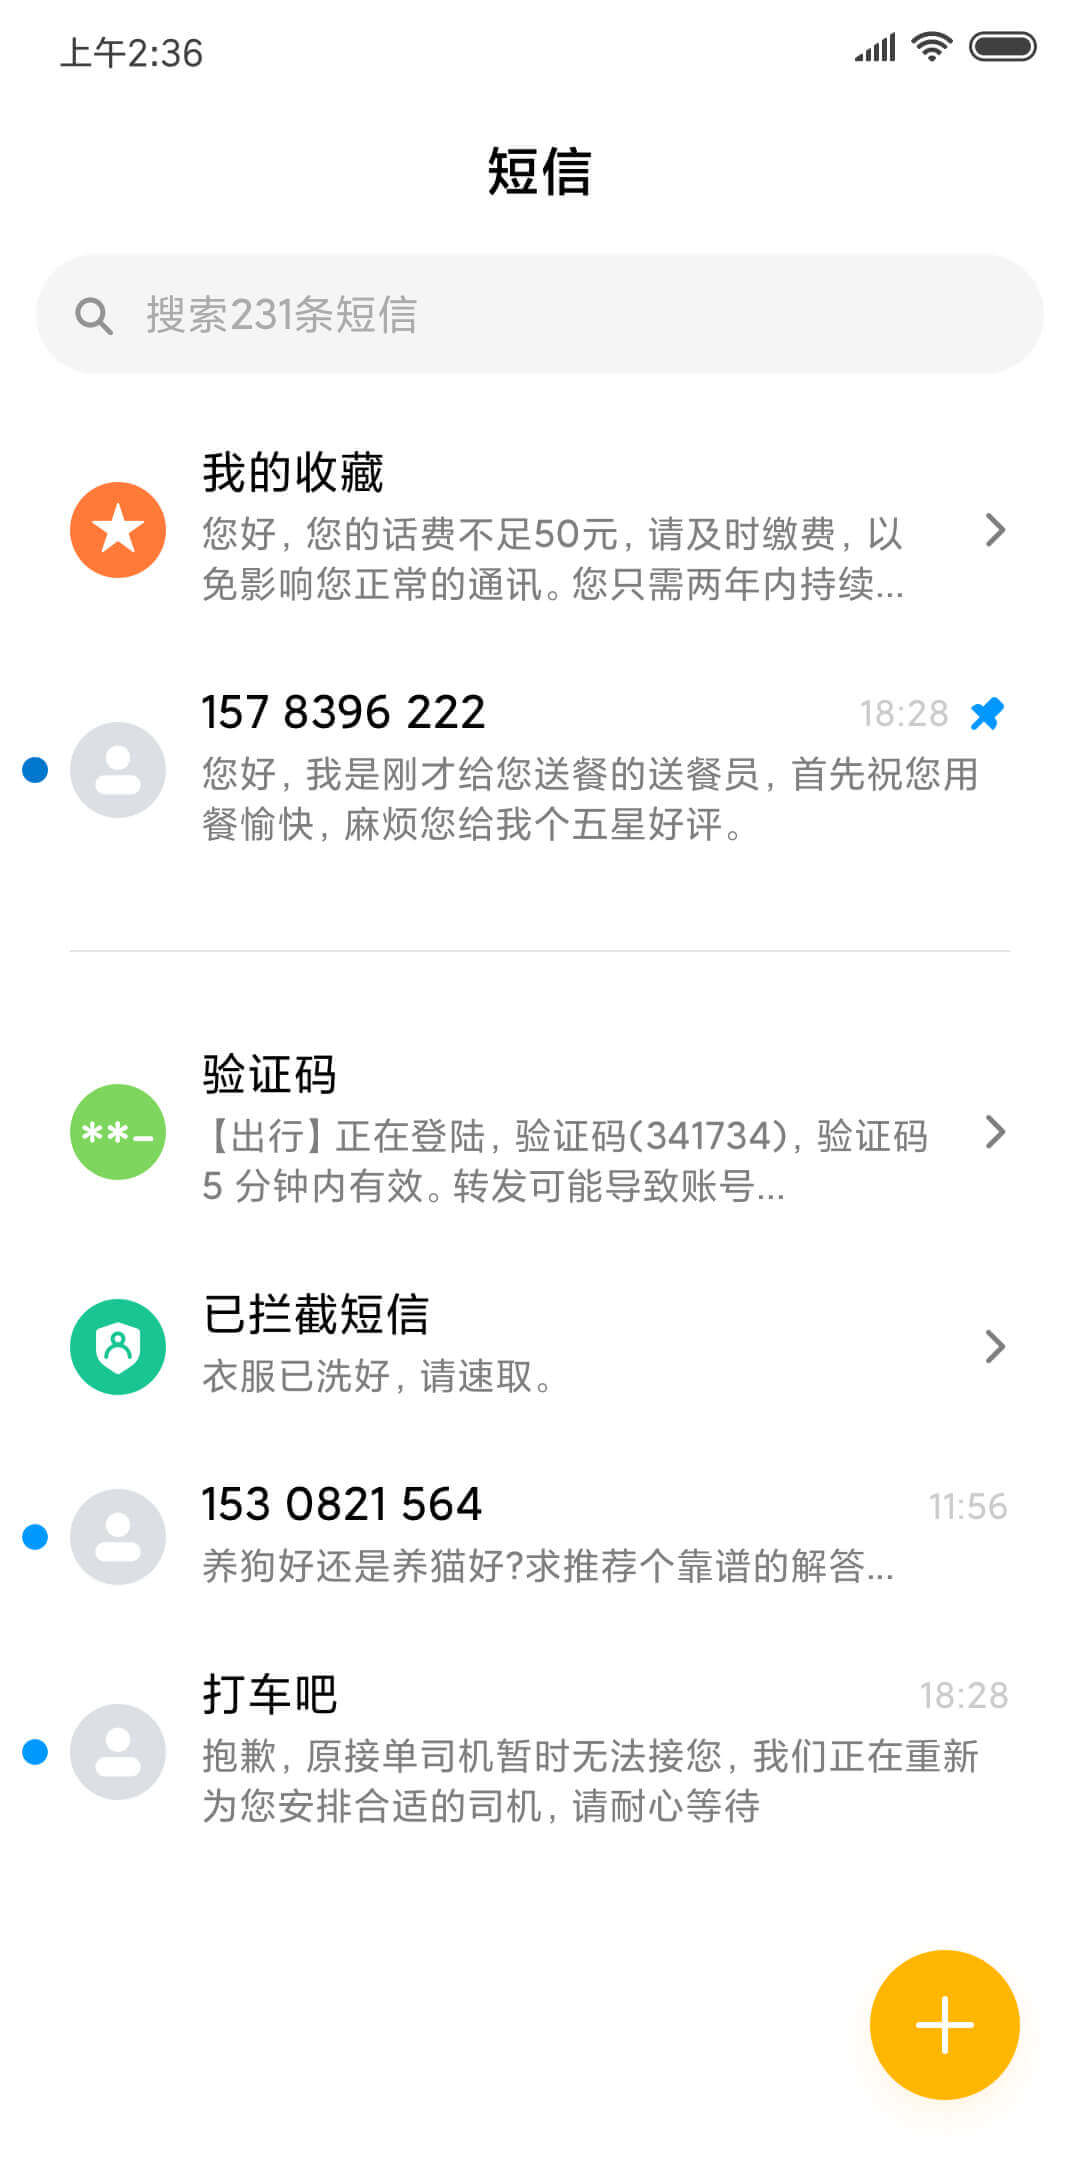 上午2:36
短信
搜索231条短信
我的收藏
您好，您的话费不足50元，请及时缴费，以
免影响您正常的通讯。您只需两年内持续...
157 8396 222
18:28
您好，我是刚才给您送餐的送餐员，首先祝您用
餐愉快，麻烦您给我个五星好评。
验证码
【出行】正在登陆，验证码(341734)，验证码
5 分钟内有效。转发可能导致账号...
已拦截短信
衣服已洗好，请速取。
153 0821 564
11:56
养狗好还是养猫好?求推荐个靠谱的解答...
打车吧
18:28
抱歉，原接单司机暂时无法接您，我们正在重新
为您安排合适的司机，请耐心等待